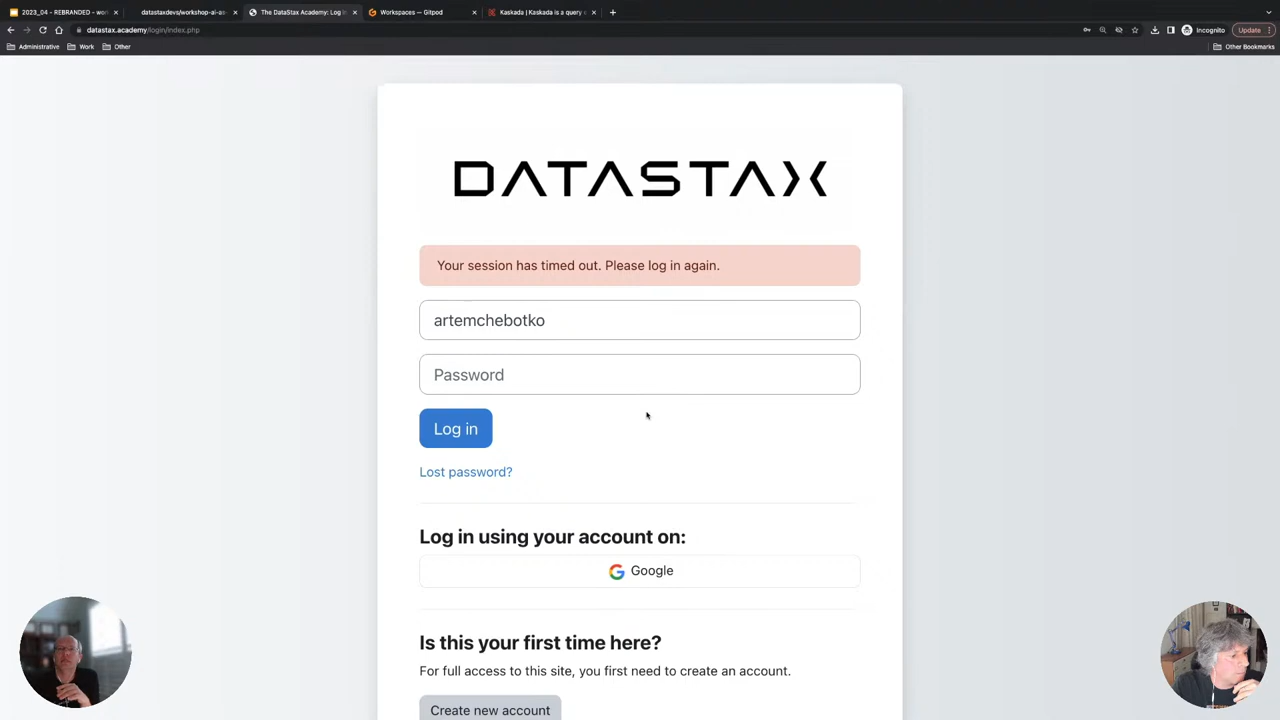 2023_04 - REBRANDED - wor
datastaxdevs/workshop-ai-as
The DataStax Academy: Log i
Workspaces — Gitpod
Kaskada | Kaskada is a query e
datastax.academy/login/index.php
Incognito
Update
Administrative
Work
Other
Other Bookmarks
DATASTAX
Your session has timed out. Please log in again.
artemchebotko
Password
Log in
Lost password?
Log in using your account on:
Google
Is this your first time here?
For full access to this site, you first need to create an account.
Create new account